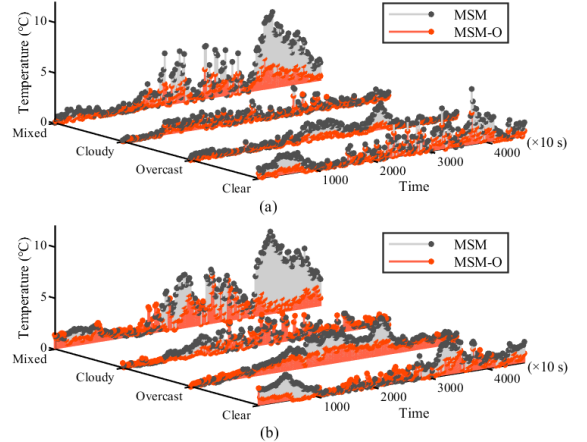 10
MSM
MSM-O
Temperature (℃)
5
0
Mixed
Cloudy
Overcast
Clear
1000
2000
3000
4000
(×10 s)
Time
(a)
10
MSM
MSM-O
Temperature (℃)
5
0
Mixed
Cloudy
Overcast
Clear
1000
2000
3000
4000
(×10 s)
Time
(b)